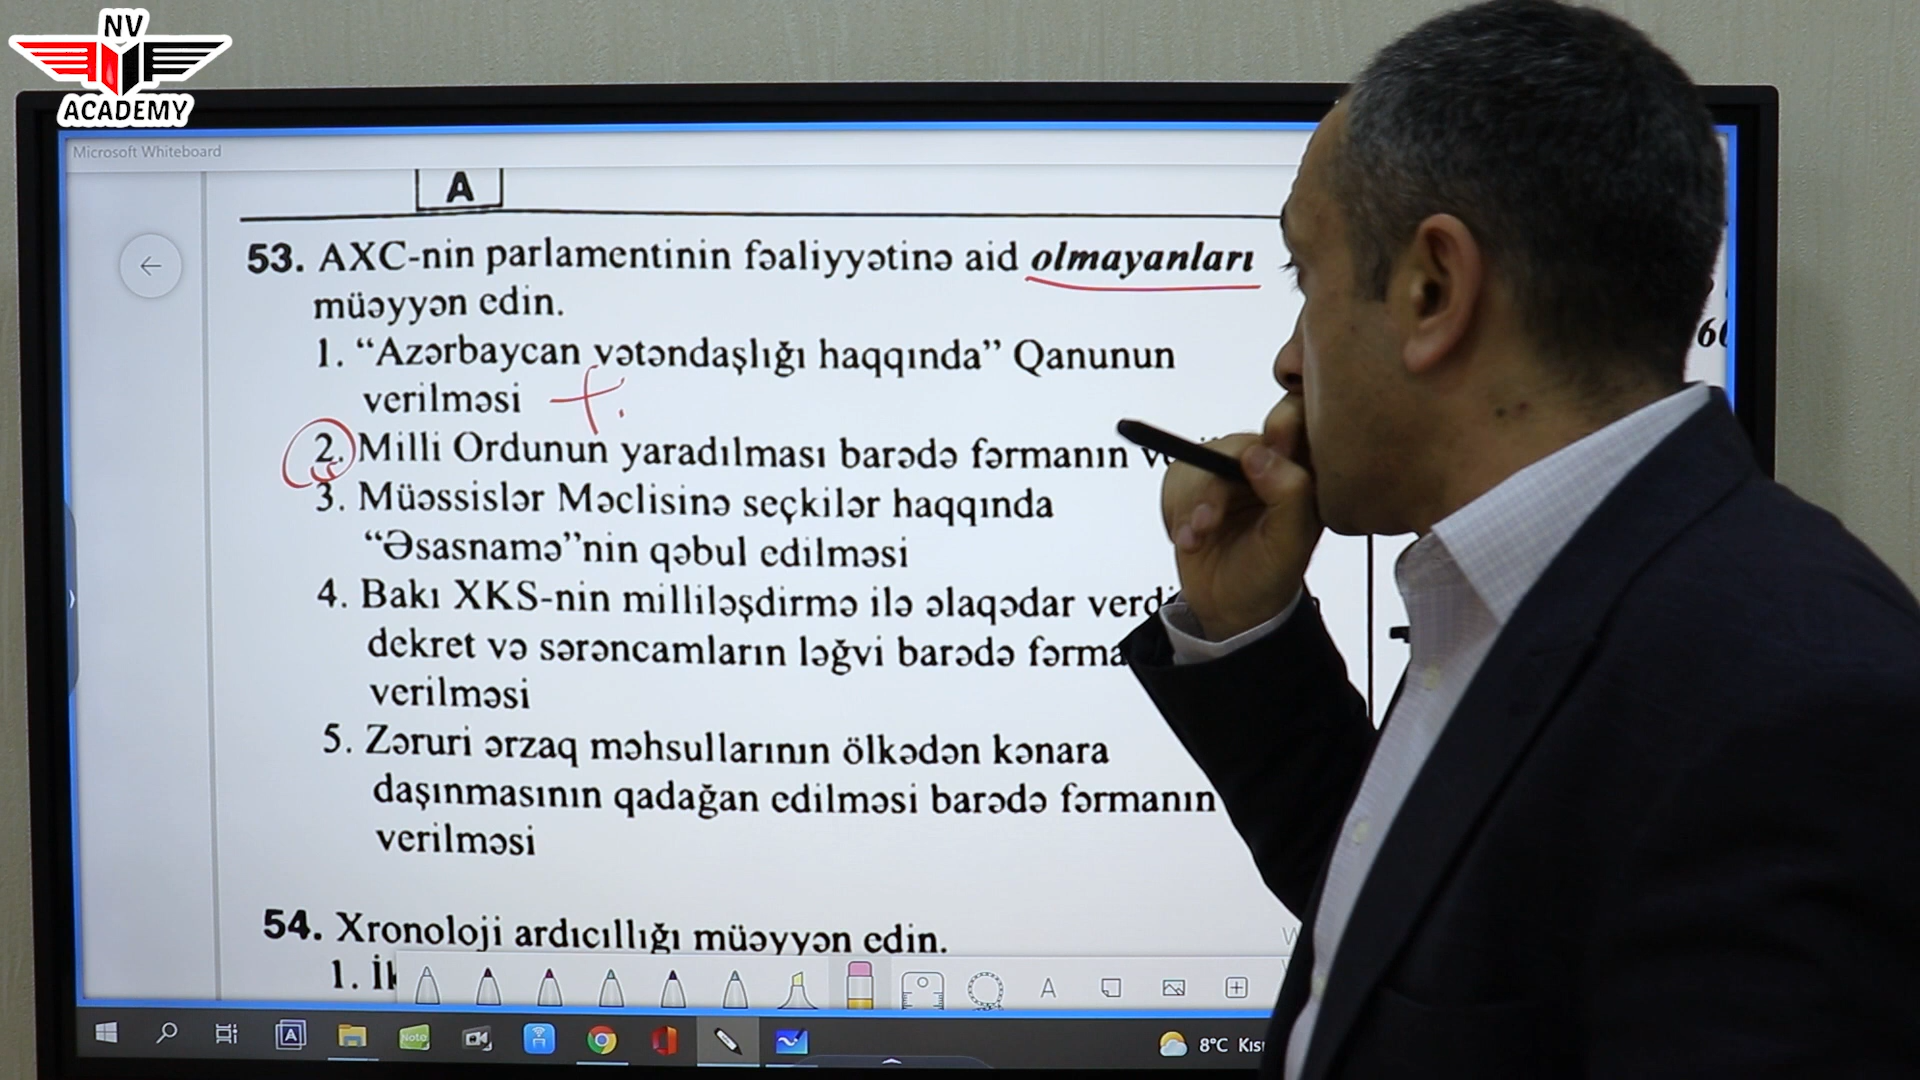 NV
ACADEMY
Microsoft Whiteboard
A
53. AXC-nin parlamentinin fəaliyyətinə aid olmayanları
müəyyən edin.
1. “Azərbaycan vətəndaşlığı haqqında” Qanunun
verilməsi
2. Milli Ordunun yaradılması barədə fərmanın
3. Müəssislər Məclisinə seçkilər haqqında
“Əsasnamə”nin qəbul edilməsi
4. Bakı XKS-nin milliləşdirmə ilə əlaqədar
dekret və sərəncamların ləğvi barədə
verilməsi
5. Zəruri ərzaq məhsullarının ölkədən kənara
daşınmasının qadağan edilməsi barədə fərmanın
verilməsi
54. Xronoloji ardıcıllığı müəyyən edin.
1.
A
A
Note
8°C